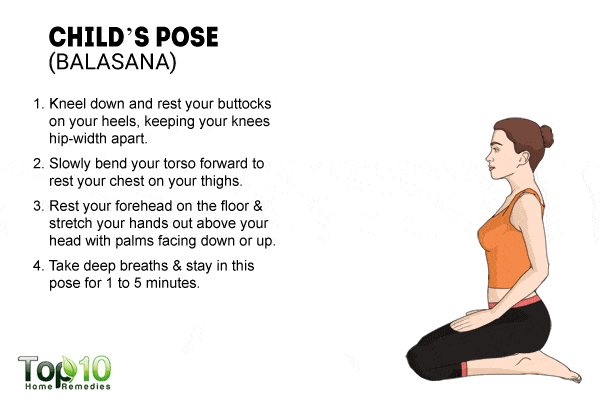 CHILD'S POSE
(BALASANA)
1. Kneel down and rest your buttocks
on your heels, keeping your knees
hip-width apart.
2. Slowly bend your torso forward to
rest your chest on your thighs.
3. Rest your forehead on the floor &
stretch your hands out above your
head with palms facing down or up.
4. Take deep breaths & stay in this
pose for 1 to 5 minutes.
Top10
Home Remedies